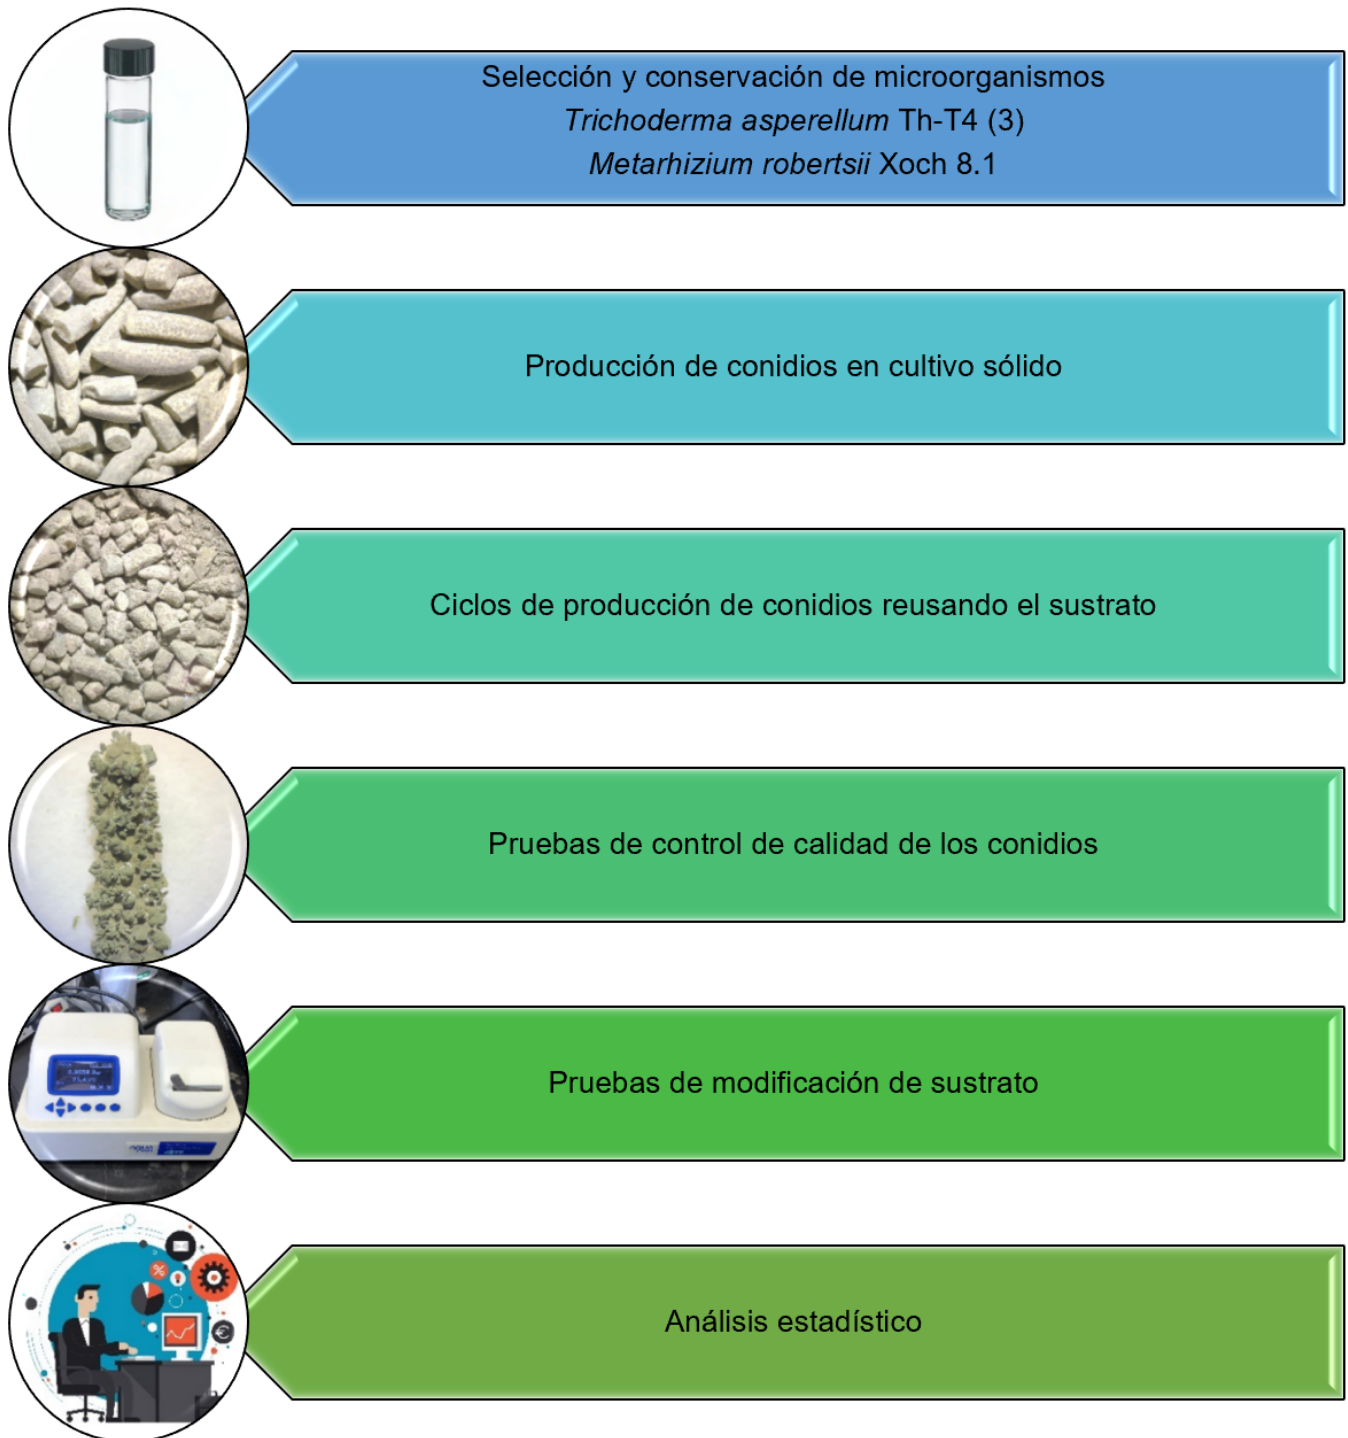 Selección y conservación de microorganismos
Trichoderma asperellum Th-T4 (3)
Metarhizium robertsii Xoch 8.1
Producción de conidios en cultivo sólido
Ciclos de producción de conidios reusando el sustrato
Pruebas de control de calidad de los conidios
Pruebas de modificación de sustrato
Análisis estadístico